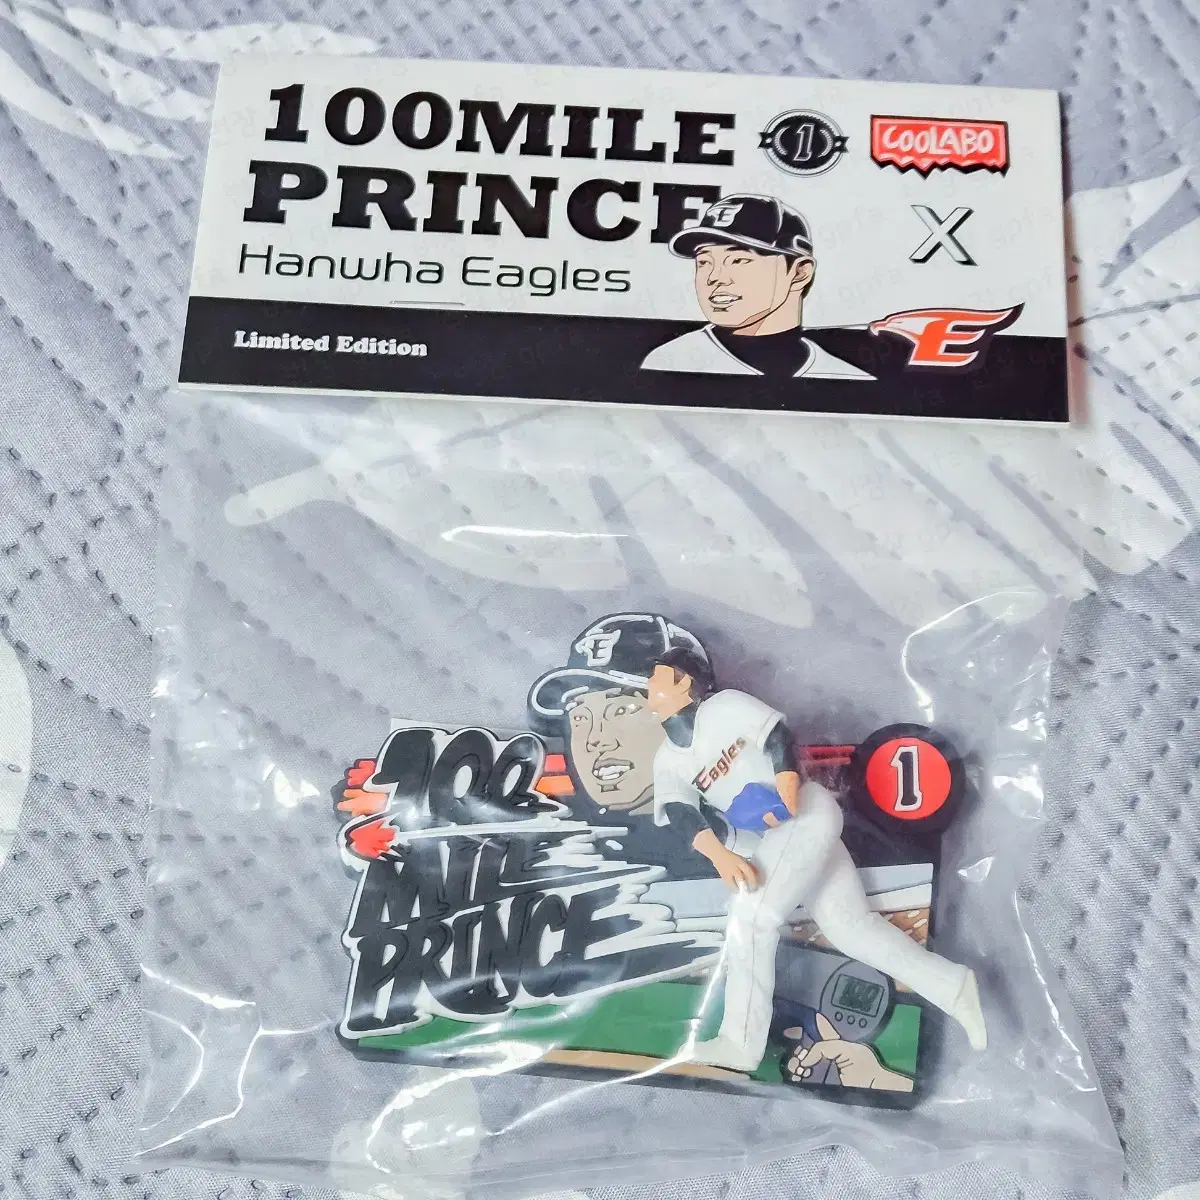 100MILE
PRINCE
Hanwha Eagles
Limited Edition
1
COOLABO
X
E
E
E
100
MILE
PRINCE
Eagles
1